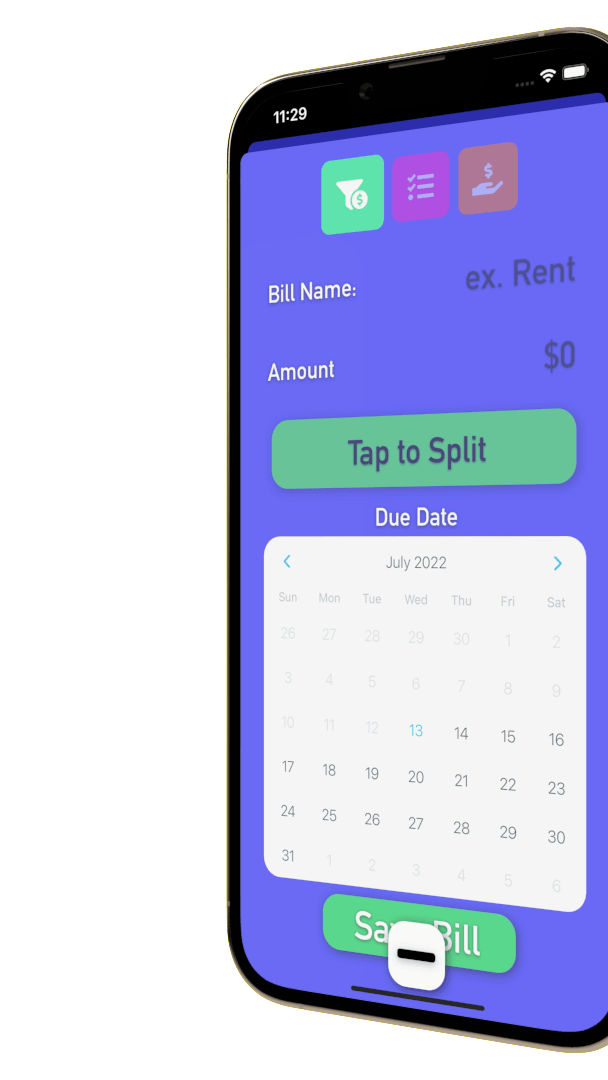 11:29
$
$
Bill Name:
ex. Rent
Amount
$0
Tap to Split
Due Date
July 2022
Sun Mon Tue Wed Thu Fri Sat
26 27 28 29 30 1 2
3 4 5 6 7 8 9
10 11 12 13 14 15 16
17 18 19 20 21 22 23
24 25 26 27 28 29 30
31 1 2 3 4 5 6
Save Bill